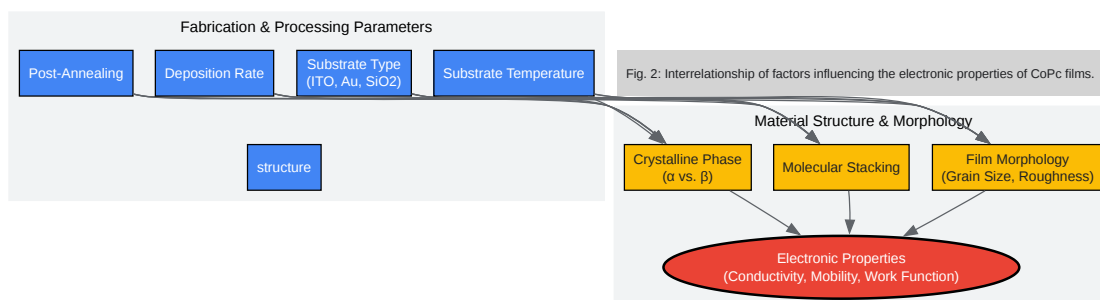 Fabrication & Processing Parameters
Post-Annealing
Deposition Rate
Substrate Type
(ITO, Au, SiO2)
Substrate Temperature
structure
Fig. 2: Interrelationship of factors influencing the electronic properties of CoPc films.
Material Structure & Morphology
Crystalline Phase
(α vs. β)
Molecular Stacking
Film Morphology
(Grain Size, Roughness)
Electronic Properties
(Conductivity, Mobility, Work Function)